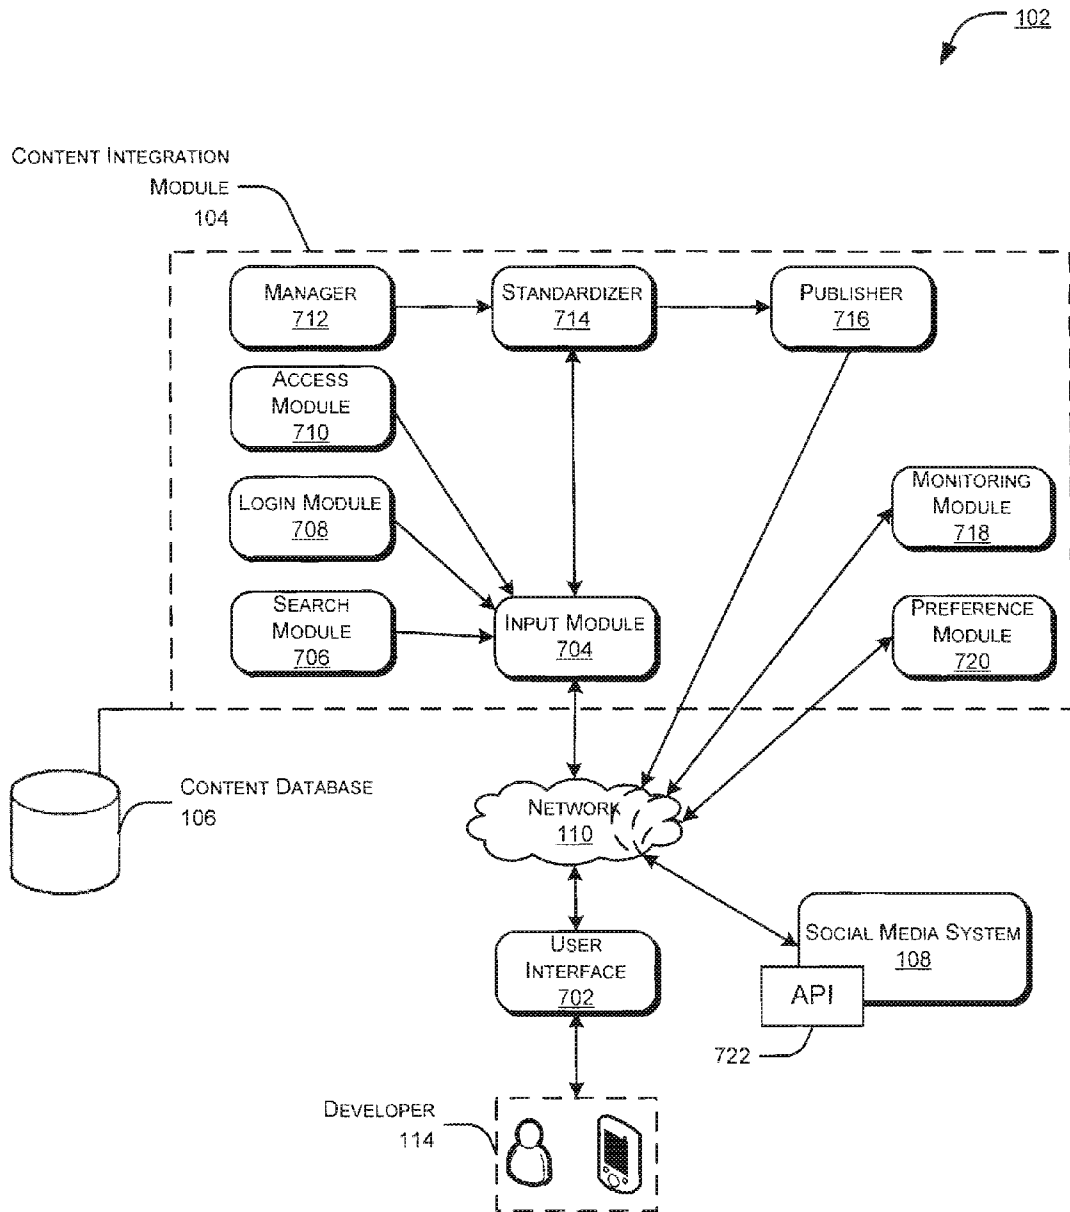 102
CONTENT INTEGRATION
MODULE
104
MANAGER
712
STANDARDIZER
714
PUBLISHER
716
ACCESS
MODULE
710
LOGIN MODULE
708
SEARCH
MODULE
706
INPUT MODULE
704
MONITORING
MODULE
718
PREFERENCE
MODULE
720
CONTENT DATABASE
106
NETWORK
110
USER
INTERFACE
702
SOCIAL MEDIA SYSTEM
108
API
722
DEVELOPER
114